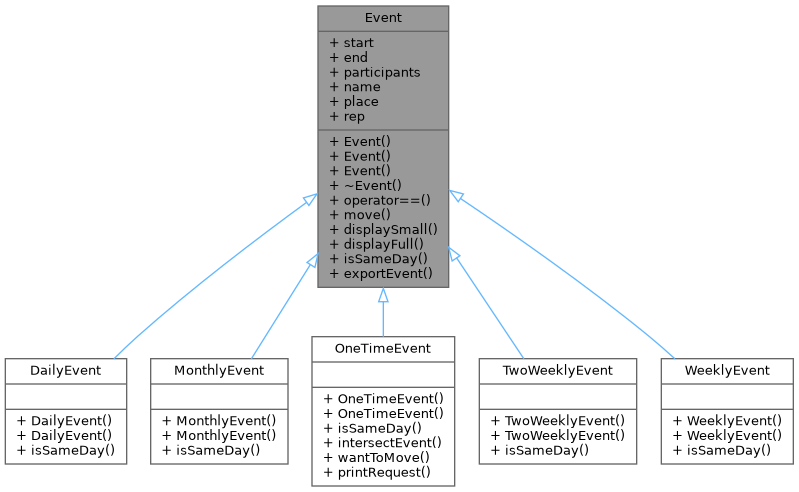 Event
+ start
+ end
+ participants
+ name
+ place
+ rep
+ Event()
+ Event()
+ Event()
+ ~Event()
+ operator==()
+ move()
+ displaySmall()
+ displayFull()
+ isSameDay()
+ exportEvent()
DailyEvent
+ DailyEvent()
+ DailyEvent()
+ isSameDay()
MonthlyEvent
+ MonthlyEvent()
+ MonthlyEvent()
+ isSameDay()
OneTimeEvent
+ OneTimeEvent()
+ OneTimeEvent()
+ isSameDay()
+ intersectEvent()
+ wantToMove()
+ printRequest()
TwoWeeklyEvent
+ TwoWeeklyEvent()
+ TwoWeeklyEvent()
+ isSameDay()
WeeklyEvent
+ WeeklyEvent()
+ WeeklyEvent()
+ isSameDay()